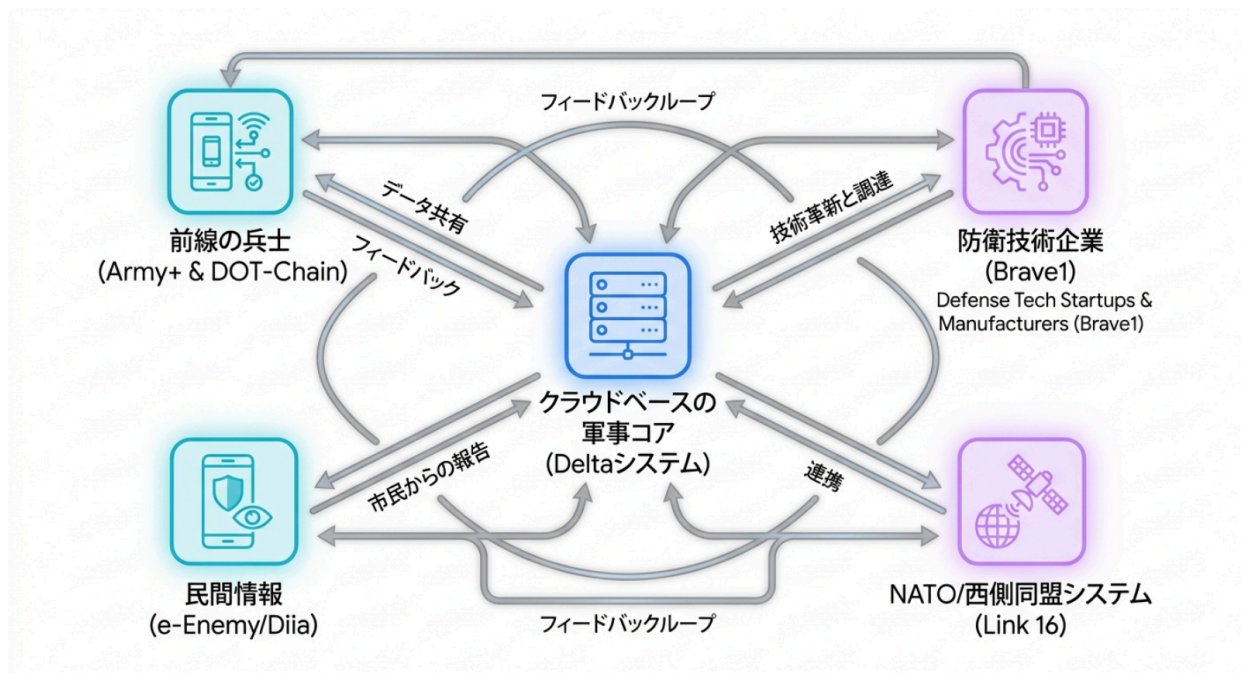 フィードバックループ
データ共有
フィードバック
技術革新と調達
前線の兵士
(Army+ & DOT-Chain)
防衛技術企業
(Brave1)
Defense Tech Startups &
Manufacturers (Brave1)
クラウドベースの
軍事コア
(Deltaシステム)
市民からの報告
連携
民間情報
(e-Enemy/Diia)
NATO/西側同盟システム
(Link 16)
フィードバックループ